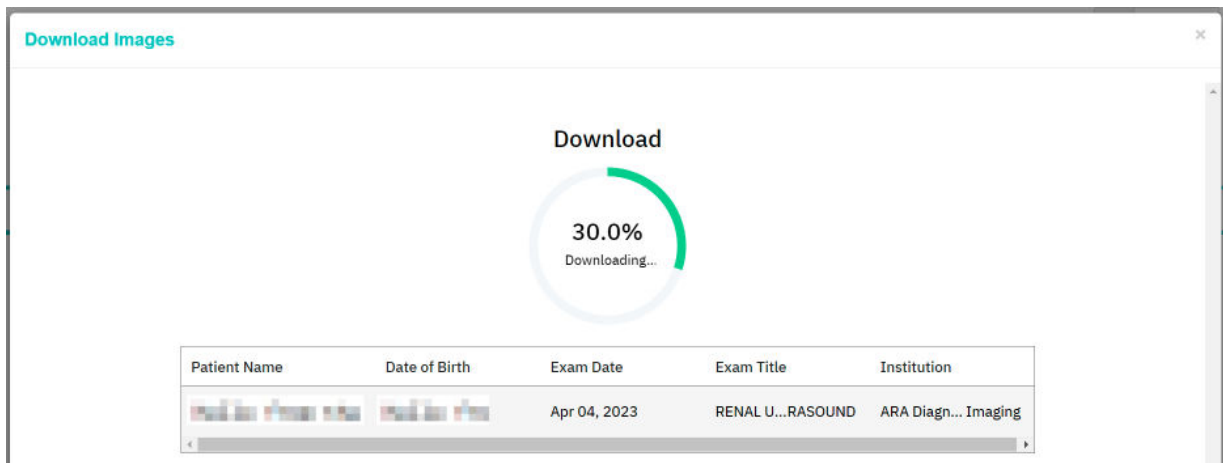 Download Images
Download
30.0%
Downloading...
Patient Name Date of Birth Exam Date Exam Title Institution
Apr 04, 2023 RENAL U...RASOUND ARA Diagn... Imaging